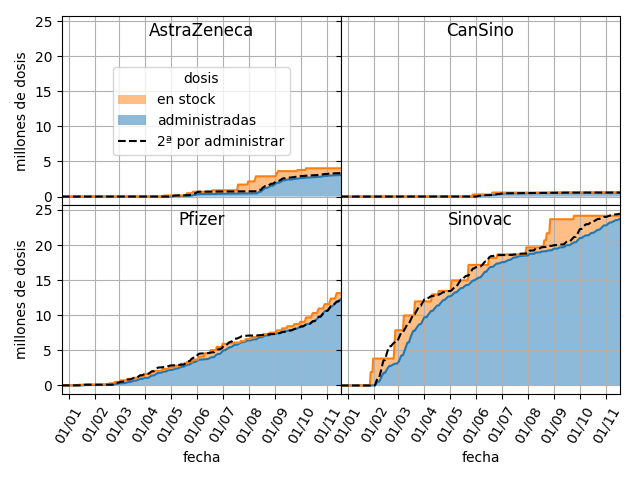 AstraZeneca
CanSino
millones de dosis
25
20
15
10
5
0
dosis
en stock
administradas
2ª por administrar
Pfizer
Sinovac
millones de dosis
25
20
15
10
5
0
01/01 01/02 01/03 01/04 01/05 01/06 01/07 01/08 01/09 01/10 01/11
01/01 01/02 01/03 01/04 01/05 01/06 01/07 01/08 01/09 01/10 01/11
fecha
fecha